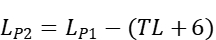 L_{P2} = L_{P1} − (TL + 6)